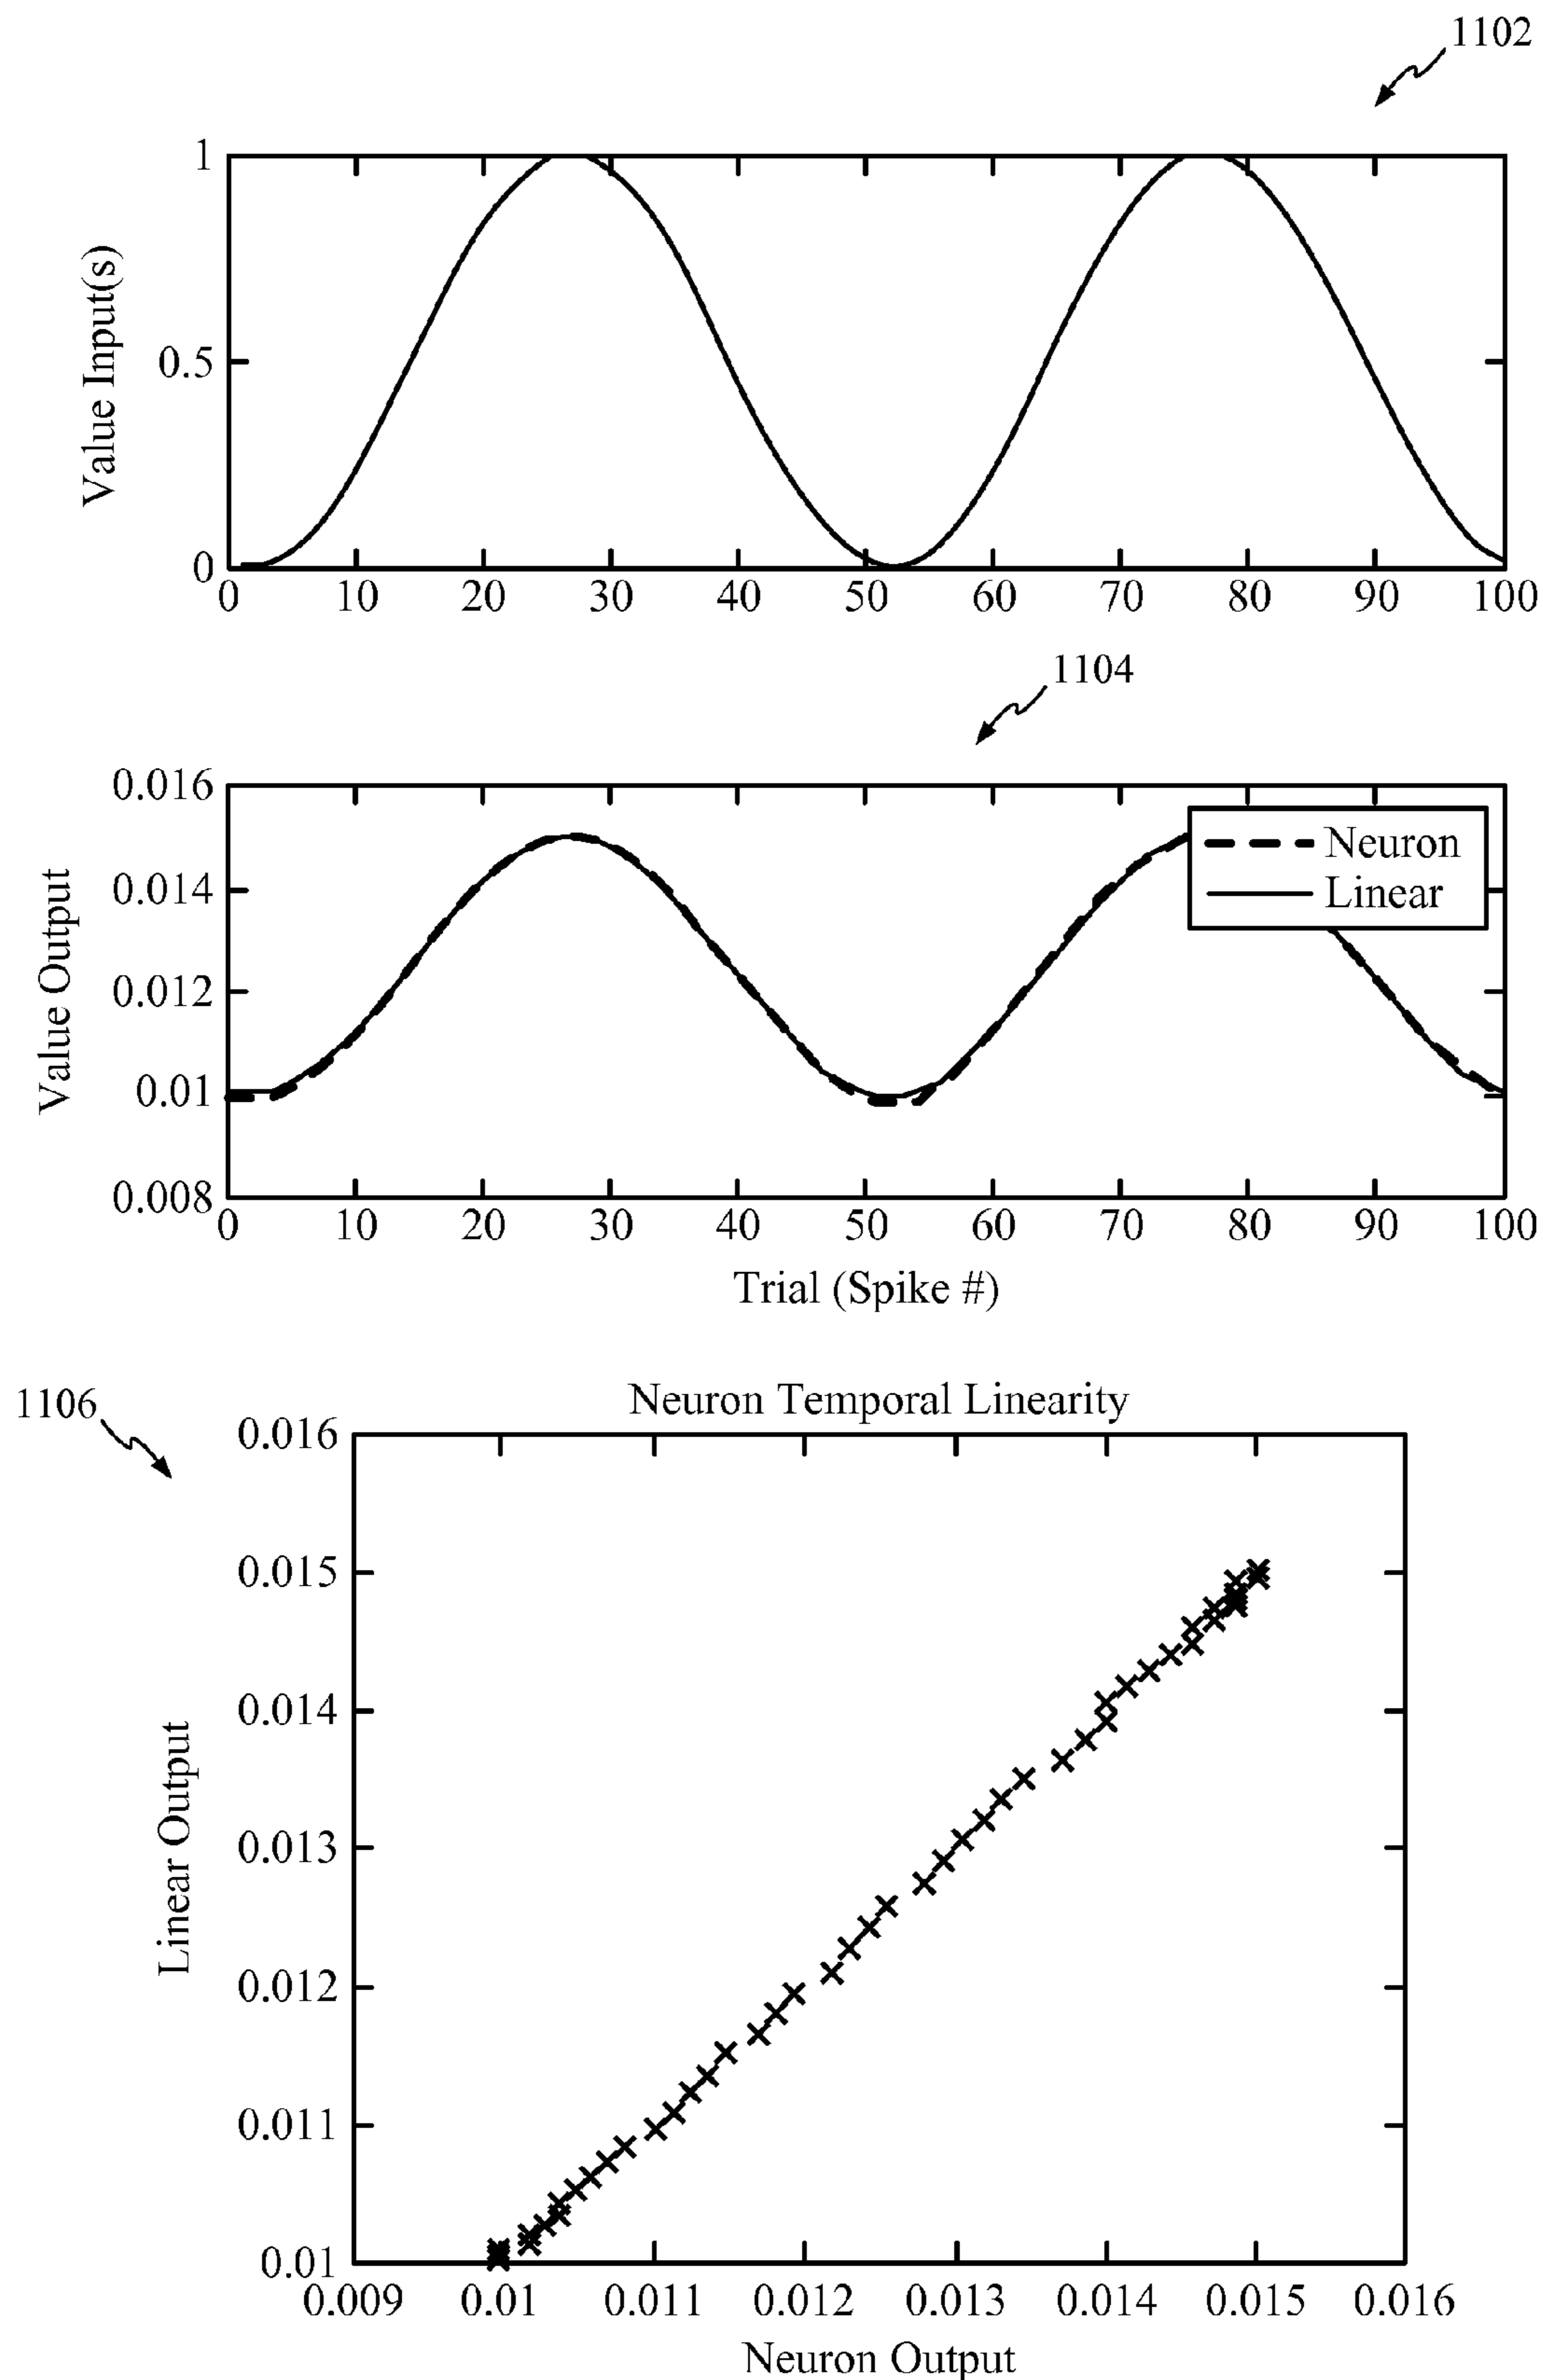 1102
1
0.5
0
Value Input(s)
0 10 20 30 40 50 60 70 80 90 100
1104
0.016
0.014
0.012
0.01
0.008
Value Output
Neuron
Linear
0 10 20 30 40 50 60 70 80 90 100
Trial (Spike #)
1106
Neuron Temporal Linearity
0.016
0.015
0.014
0.013
0.012
0.011
0.01
Linear Output
0.009 0.01 0.011 0.012 0.013 0.014 0.015 0.016
Neuron Output